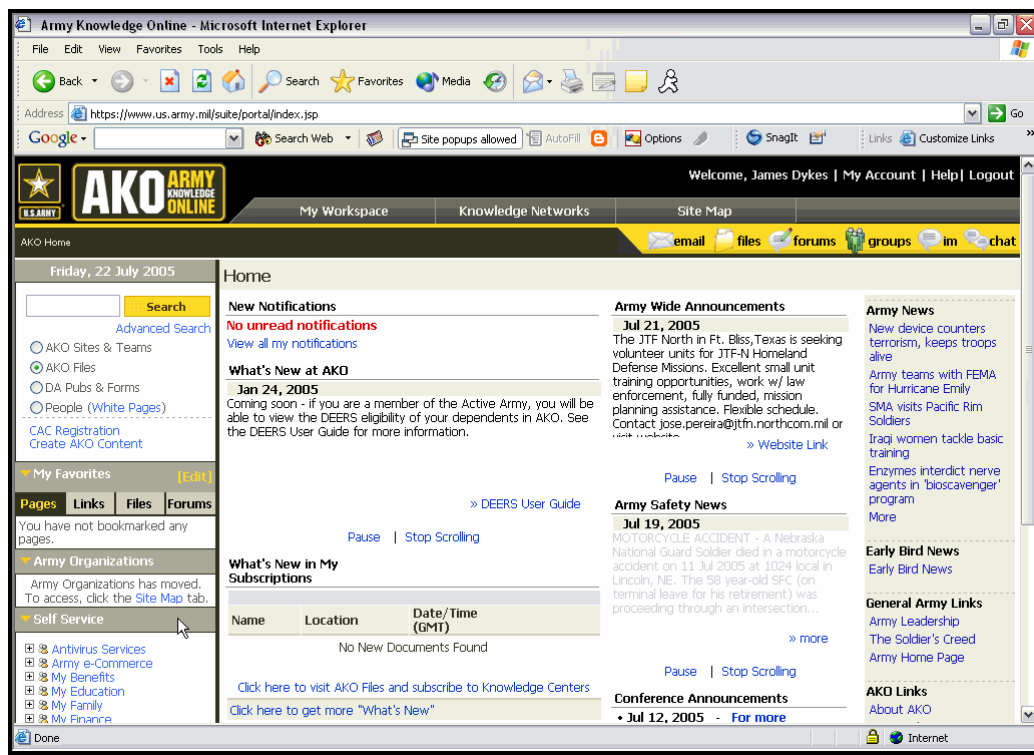 Army Knowledge Online - Microsoft Internet Explorer
File Edit View Favorites Tools Help
Back Search Favorites Media
Address https://www.us.army.mil/suite/portal/index.jsp Go
Google Search Web Site popups allowed AutoFill Options SnagIt Links Customize Links »
U.S.ARMY
AKO ARMY KNOWLEDGE ONLINE
Welcome, James Dykes | My Account | Help| Logout
My Workspace Knowledge Networks Site Map
AKO Home
email files forums groups im chat
Friday, 22 July 2005
Search
Advanced Search
AKO Sites & Teams
AKO Files
DA Pubs & Forms
People (White Pages)
CAC Registration
Create AKO Content
My Favorites [Edit]
Pages Links Files Forums
You have not bookmarked any
pages.
Army Organizations
Army Organizations has moved.
To access, click the Site Map tab.
Self Service
Antivirus Services
Army e-Commerce
My Benefits
My Education
My Family
My Finance
Home
New Notifications
No unread notifications
View all my notifications
What's New at AKO
Jan 24, 2005
Coming soon - if you are a member of the Active Army, you will be
able to view the DEERS eligibility of your dependents in AKO. See
the DEERS User Guide for more information.
» DEERS User Guide
Pause | Stop Scrolling
What's New in My
Subscriptions
Name Location Date/Time
(GMT)
No New Documents Found
Click here to visit AKO Files and subscribe to Knowledge Centers
Click here to get more "What's New"
Army Wide Announcements
Jul 21, 2005
The JTF North in Ft. Bliss,Texas is seeking
volunteer units for JTF-N Homeland
Defense Missions. Excellent small unit
training opportunities, work w/ law
enforcement, fully funded, mission
planning assistance. Flexible schedule.
Contact jose.pereira@jtfn.northcom.mil or
visit website
» Website Link
Pause | Stop Scrolling
Army Safety News
Jul 19, 2005
MOTORCYCLE ACCIDENT - A Nebraska
National Guard Soldier died in a motorcycle
accident on 11 Jul 2005 at 1024 local in
Lincoln, NE. The 58 year-old SFC (on
terminal leave for his retirement) was
proceeding through an intersection...
» more
Pause | Stop Scrolling
Conference Announcements
• Jul 12, 2005 - For more
Army News
New device counters
terrorism, keeps troops
alive
Army teams with FEMA
for Hurricane Emily
SMA visits Pacific Rim
Soldiers
Iraqi women tackle basic
training
Enzymes interdict nerve
agents in 'bioscavenger'
program
More
Early Bird News
Early Bird News
General Army Links
Army Leadership
The Soldier's Creed
Army Home Page
AKO Links
About AKO
Done Internet